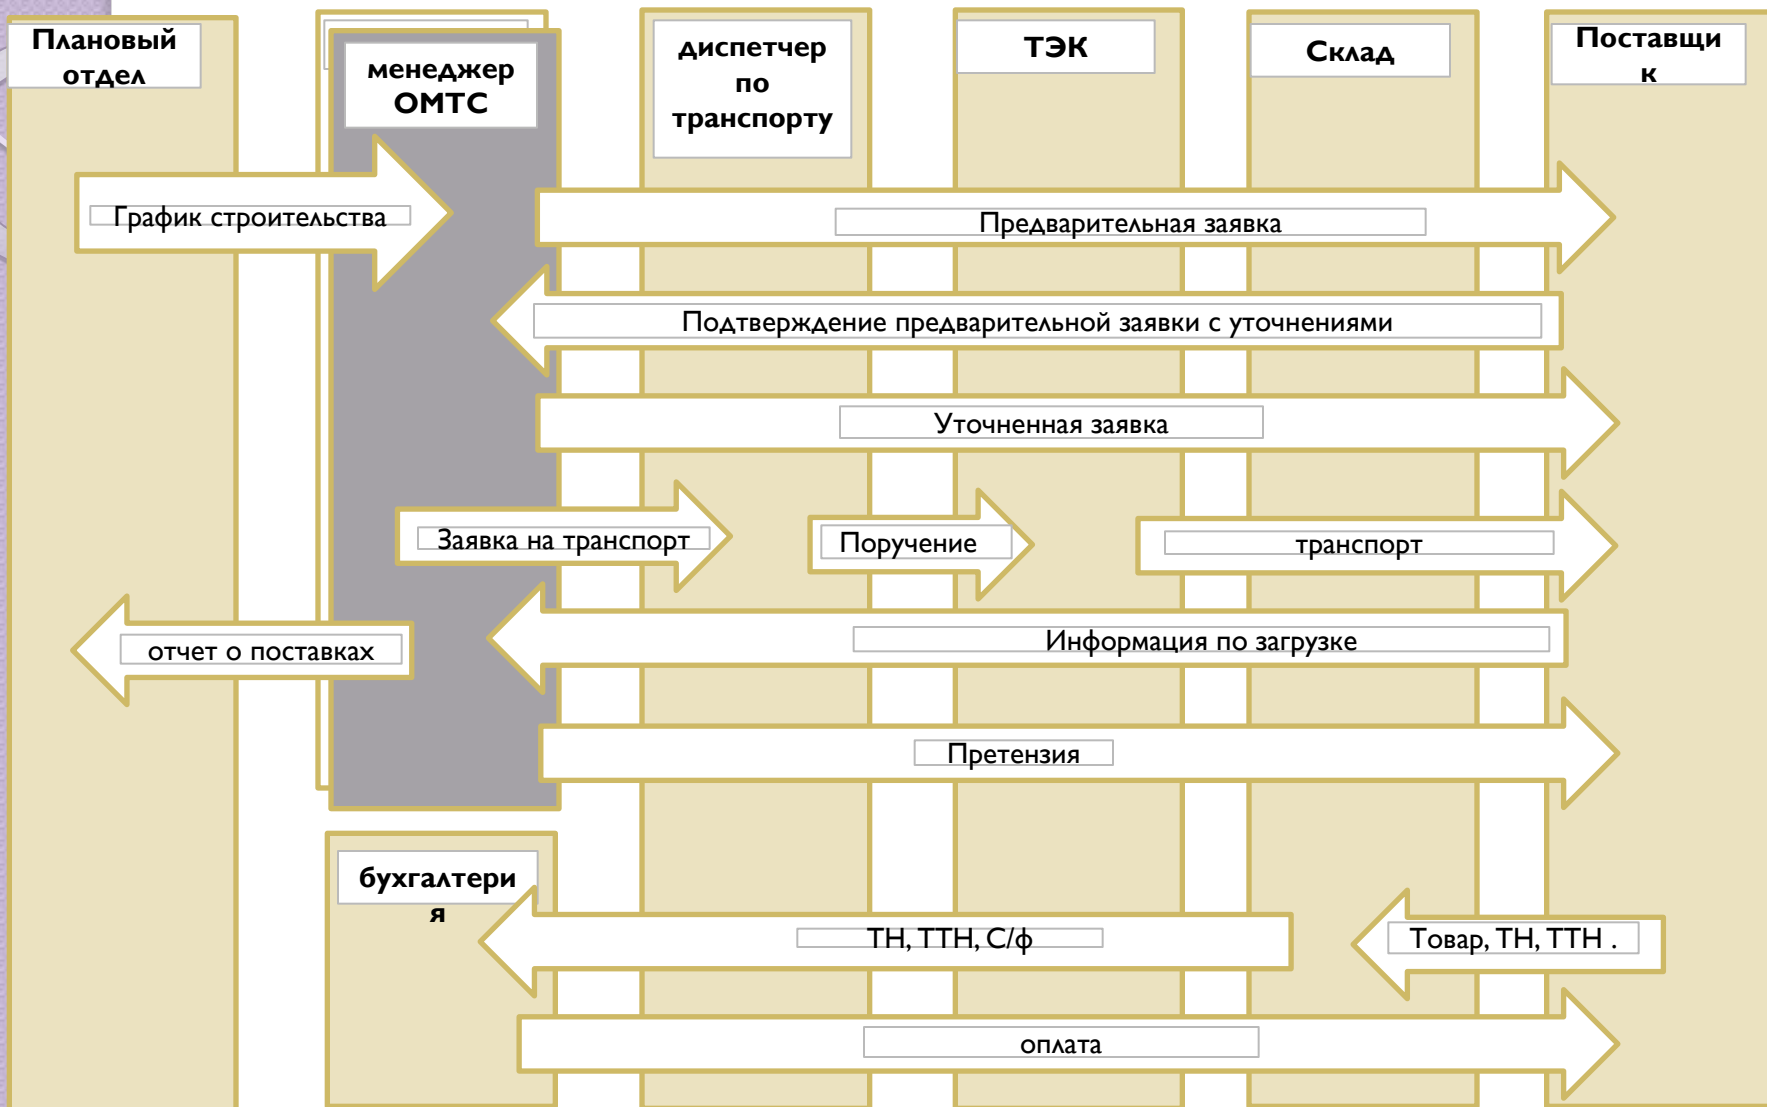 Плановый
отдел
менеджер
ОМТС
диспетчер
по
транспорту
ТЭК
Склад
Поставщи
к
График строительства
Предварительная заявка
Подтверждение предварительной заявки с уточнениями
Уточненная заявка
Заявка на транспорт
Поручение
транспорт
Информация по загрузке
отчет о поставках
Претензия
бухгалтери
я
ТН, ТТН, С/ф
Товар, ТН, ТТН .
оплата